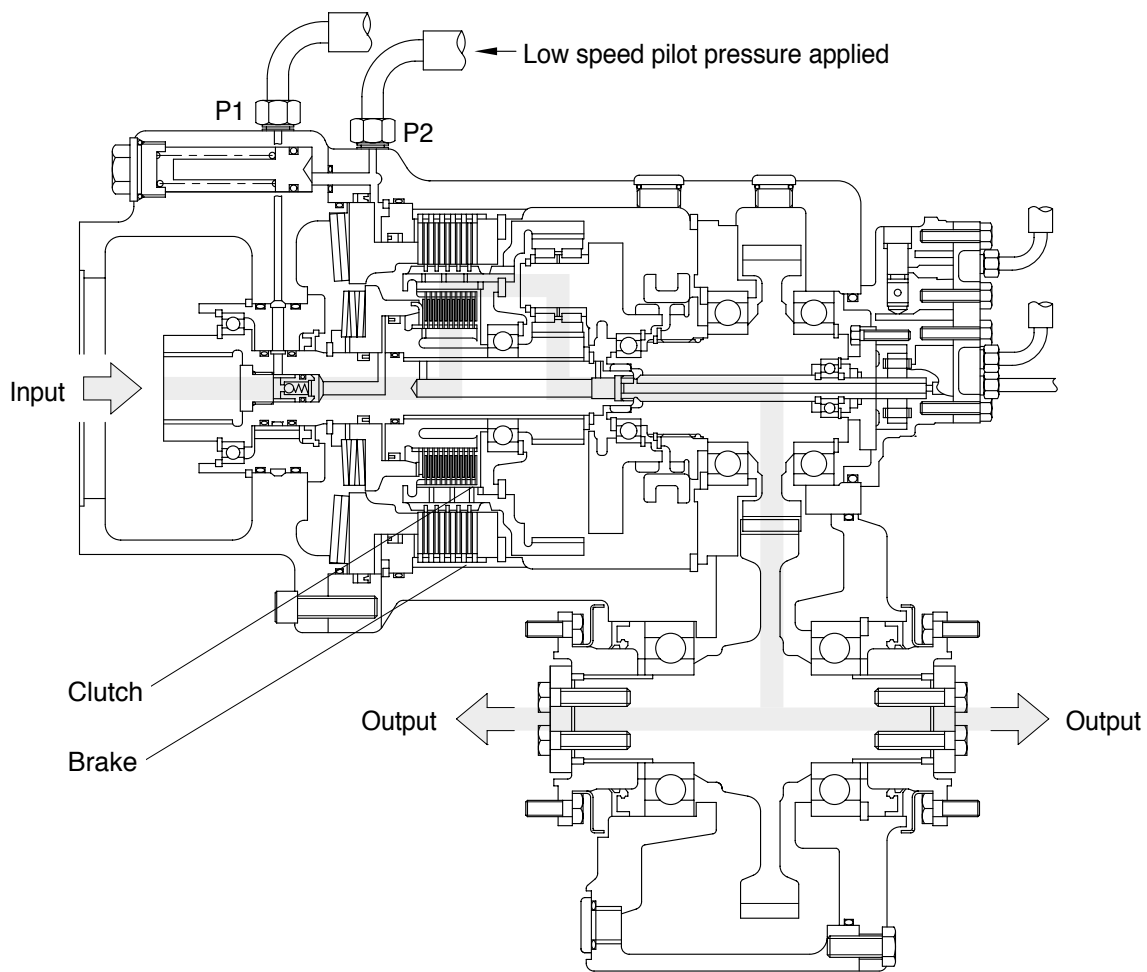 Low speed pilot pressure applied
P1
P2
Input
Clutch
Output
Output
Brake